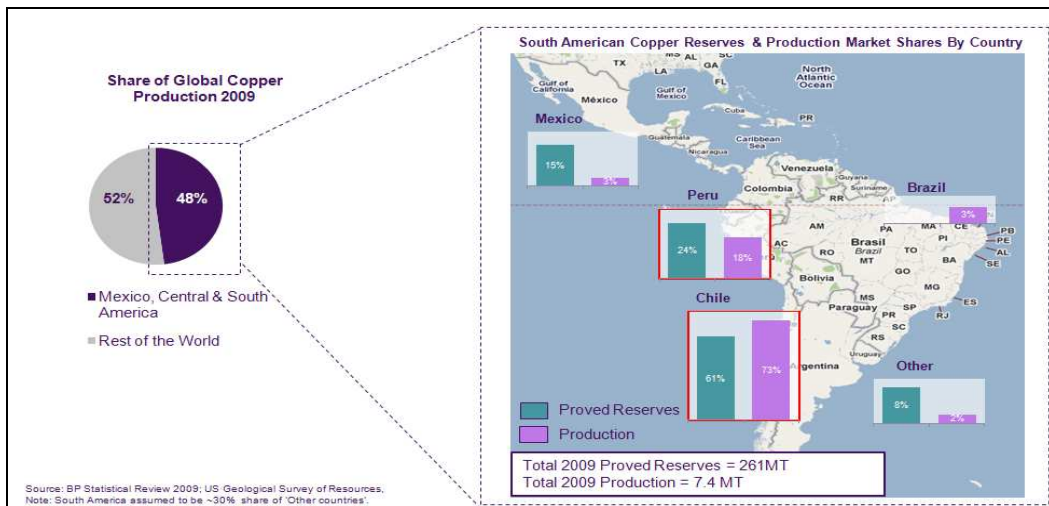 South American Copper Reserves & Production Market Shares By Country
Share of Global Copper
Production 2009
52%
48%
Mexico, Central & South
America
Rest of the World
TX
LA
MS
AL
SC
GA
FL
North
Atlantic
Ocean
Gulf of
California
México
Gulf of
Mexico
Cuba
PR
Mexico
Guatemala
Nicaragua
Caribbean
Sea
15%
3%
Venezuela
Guyana
Suriname
Colombia
RR
AP
Peru
Brazil
3%
24%
18%
AC
AM
PA
MA
CE
PB
PE
AL
SE
PI
TO
RO
Brasil
Brazil
MT
BA
GO
Bolivia
MG
ES
Chile
MS
SP
RJ
Paraguay
PR
SC
RS
Uruguay
61%
73%
Argentina
Other
8%
2%
Proved Reserves
Production
Total 2009 Proved Reserves = 261MT
Total 2009 Production = 7.4 MT
Source: BP Statistical Review 2009; US Geological Survey of Resources,
Note: South America assumed to be ~30% share of 'Other countries'.